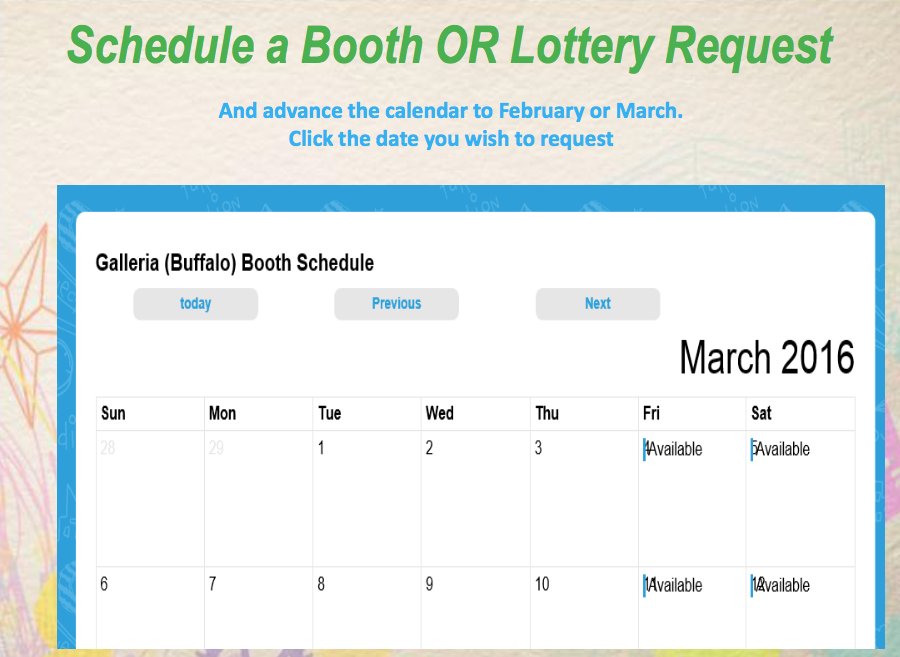 Schedule a Booth OR Lottery Request
And advance the calendar to February or March.
Click the date you wish to request
Galleria (Buffalo) Booth Schedule
today Previous Next
March 2016
Sun Mon Tue Wed Thu Fri Sat
28 29 1 2 3 4 Available 5 Available
6 7 8 9 10 11 Available 12 Available